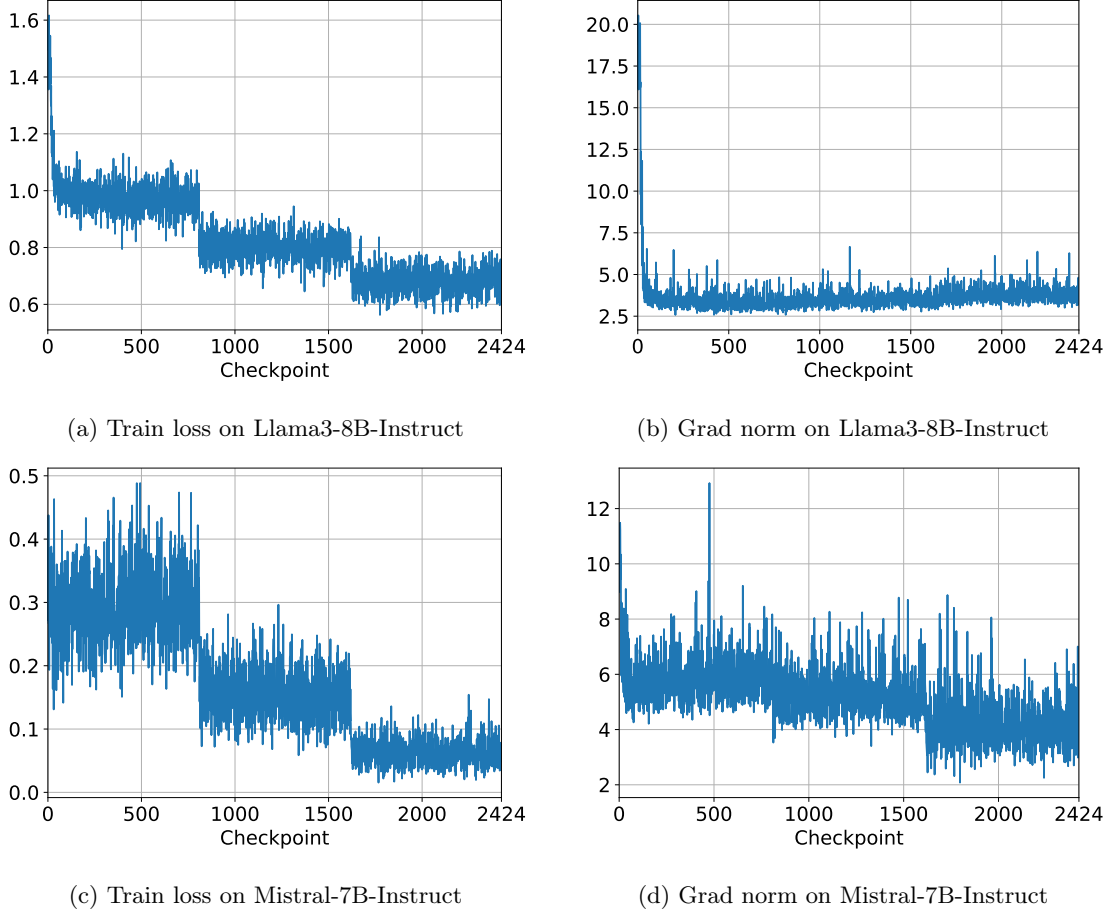 1.6
1.4
1.2
1.0
0.8
0.6
0 500 1000 1500 2000 2424
Checkpoint
(a) Train loss on Llama3-8B-Instruct
20.0
17.5
15.0
12.5
10.0
7.5
5.0
2.5
0 500 1000 1500 2000 2424
Checkpoint
(b) Grad norm on Llama3-8B-Instruct
0.5
0.4
0.3
0.2
0.1
0.0
0 500 1000 1500 2000 2424
Checkpoint
(c) Train loss on Mistral-7B-Instruct
12
10
8
6
4
2
0 500 1000 1500 2000 2424
Checkpoint
(d) Grad norm on Mistral-7B-Instruct